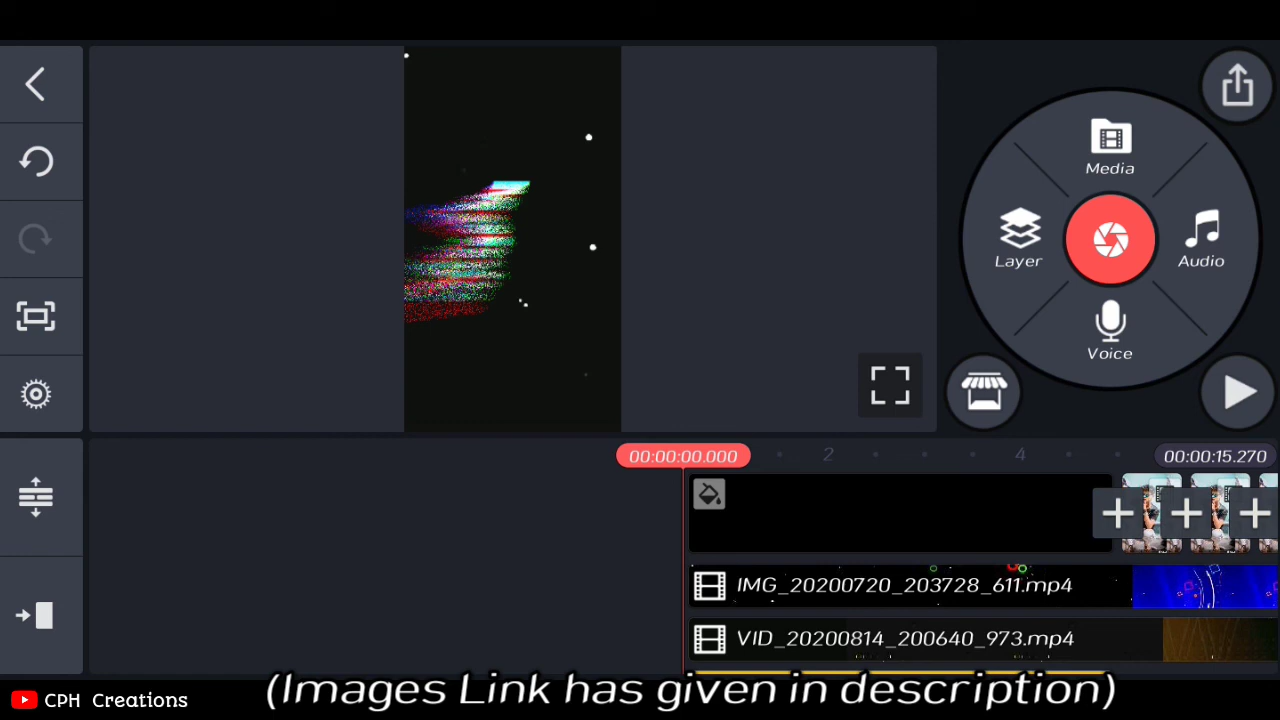 Media
Layer
Audio
Voice
00:00:00.000
2
4
00:00:15.270
IMG_20200720_203728_611.mp4
VID_20200814_200640_973.mp4
(Images Link has given in description)
CPH Creations